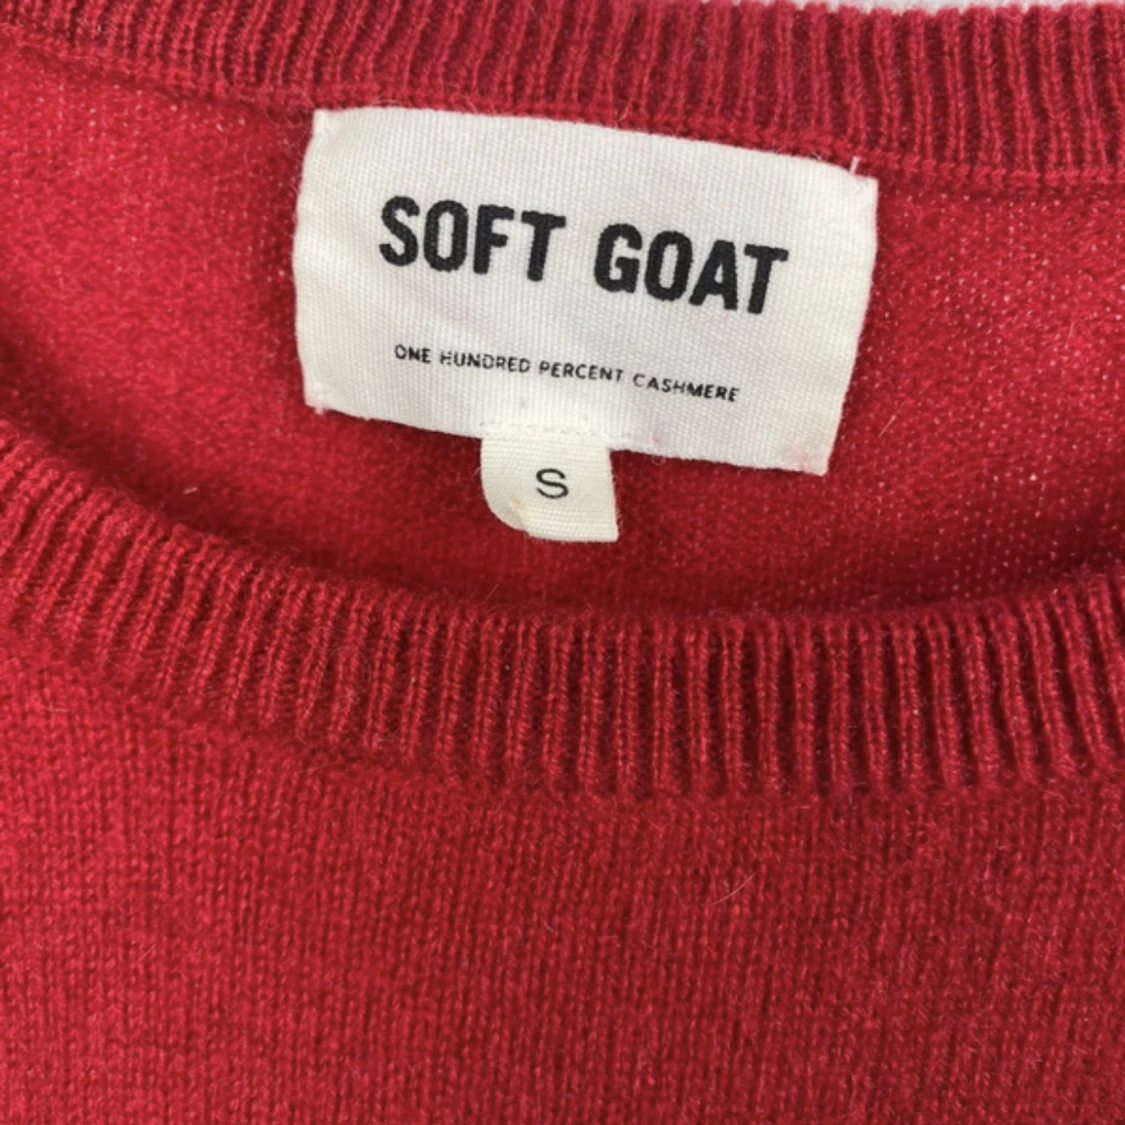 SOFT GOAT
ONE HUNDRED PERCENT CASHMERE
S